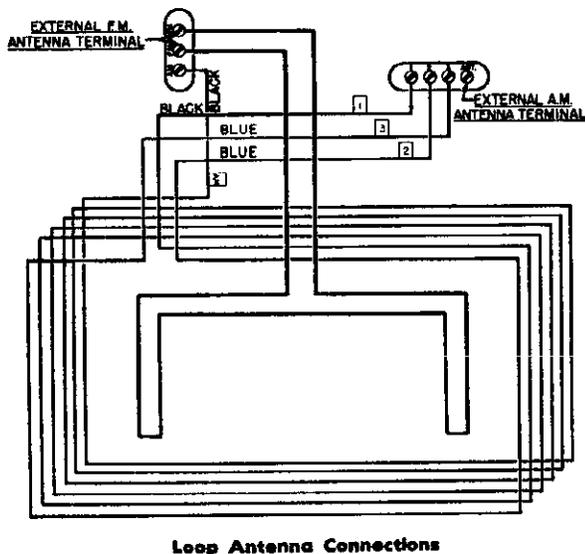 EXTERNAL F.M.
ANTENNA TERMINAL
BLACK
BLACK
1
EXTERNAL A.M.
ANTENNA TERMINAL
BLUE
3
BLUE
2
Loop Antenna Connections